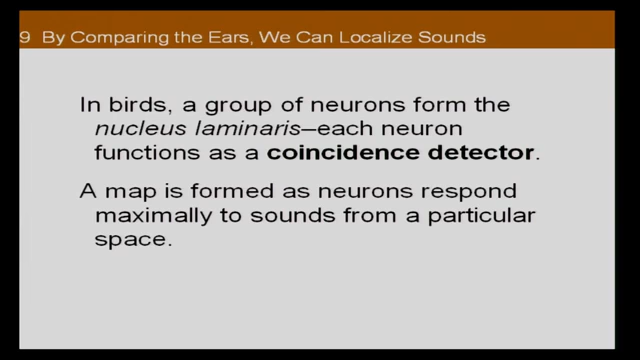 9 By Comparing the Ears, We Can Localize Sounds
In birds, a group of neurons form the
nucleus laminaris–each neuron
functions as a coincidence detector.
A map is formed as neurons respond
maximally to sounds from a particular
space.